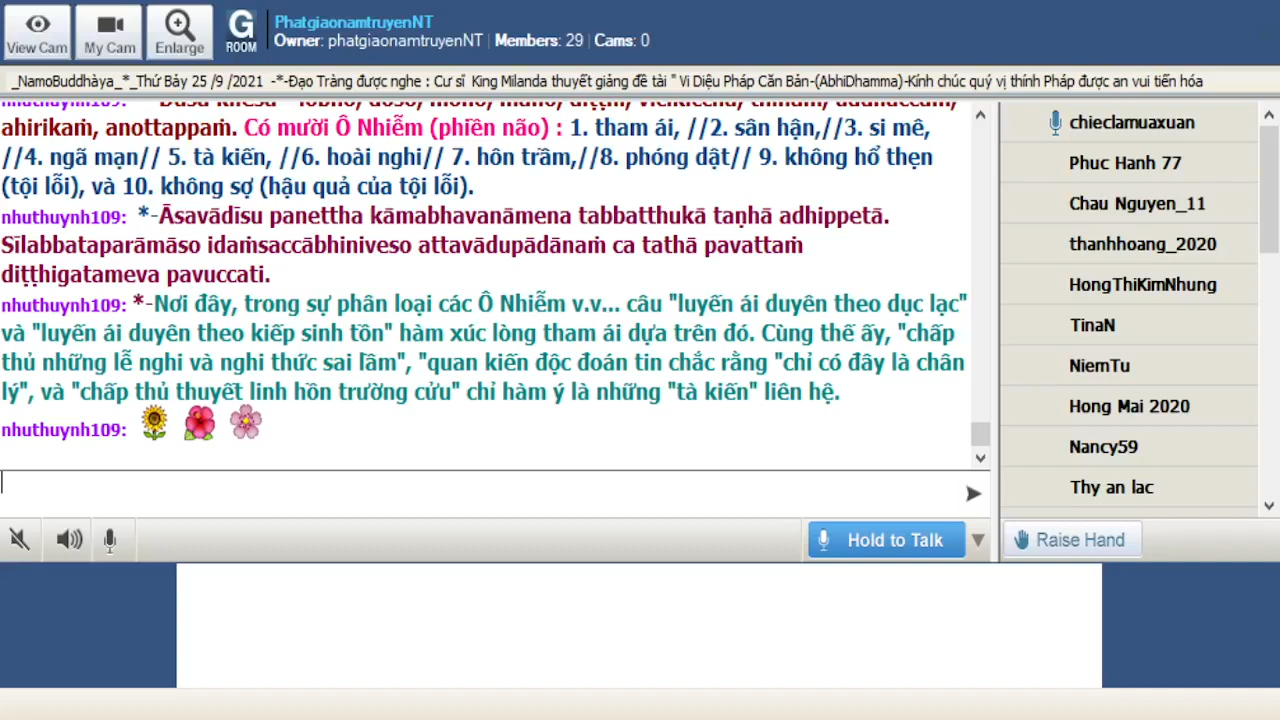 View Cam
My Cam
Enlarge
G
ROOM
PhatgiaonamtruyenNT
Owner: phatgiaonamtruyenNT | Members: 29 | Cams: 0
_NamoBuddhàya_*_Thứ Bảy 25 /9 /2021 -*-Đạo Tràng được nghe : Cư sĩ King Milanda thuyết giảng đề tài " Vi Diệu Pháp Căn Bản-(AbhiDhamma)-Kính chúc quý vị thính Pháp được an vui tiến hóa
ahirikaṁ, anottappaṁ. Có mười Ô Nhiễm (phiền não) : 1. tham ái, //2. sân hận,//3. si mê,
//4. ngã mạn// 5. tà kiến, //6. hoài nghi// 7. hôn trầm,//8. phóng dật// 9. không hổ thẹn
(tội lỗi), và 10. không sợ (hậu quả của tội lỗi).
nhuthuynh109: *-Āsavādīsu panettha kāmabhavanāmena tabbatthukā taṇhā adhippetā.
Sīlabbataparāmāso idaṁsaccābhiniveso attavādupādānaṁ ca tathā pavattaṁ
diṭṭhigatameva pavuccati.
nhuthuynh109: *-Nơi đây, trong sự phân loại các Ô Nhiễm v.v... câu "luyến ái duyên theo dục lạc"
và "luyến ái duyên theo kiếp sinh tồn" hàm xúc lòng tham ái dựa trên đó. Cùng thế ấy, "chấp
thủ những lễ nghi và nghi thức sai lầm", "quan kiến độc đoán tin chắc rằng "chỉ có đây là chân
lý", và "chấp thủ thuyết linh hồn trường cửu" chỉ hàm ý là những "tà kiến" liên hệ.
nhuthuynh109:
Hold to Talk
chieclamuaxuan
Phuc Hanh 77
Chau Nguyen_11
thanhhoang_2020
HongThiKimNhung
TinaN
NiemTu
Hong Mai 2020
Nancy59
Thy an lac
Raise Hand